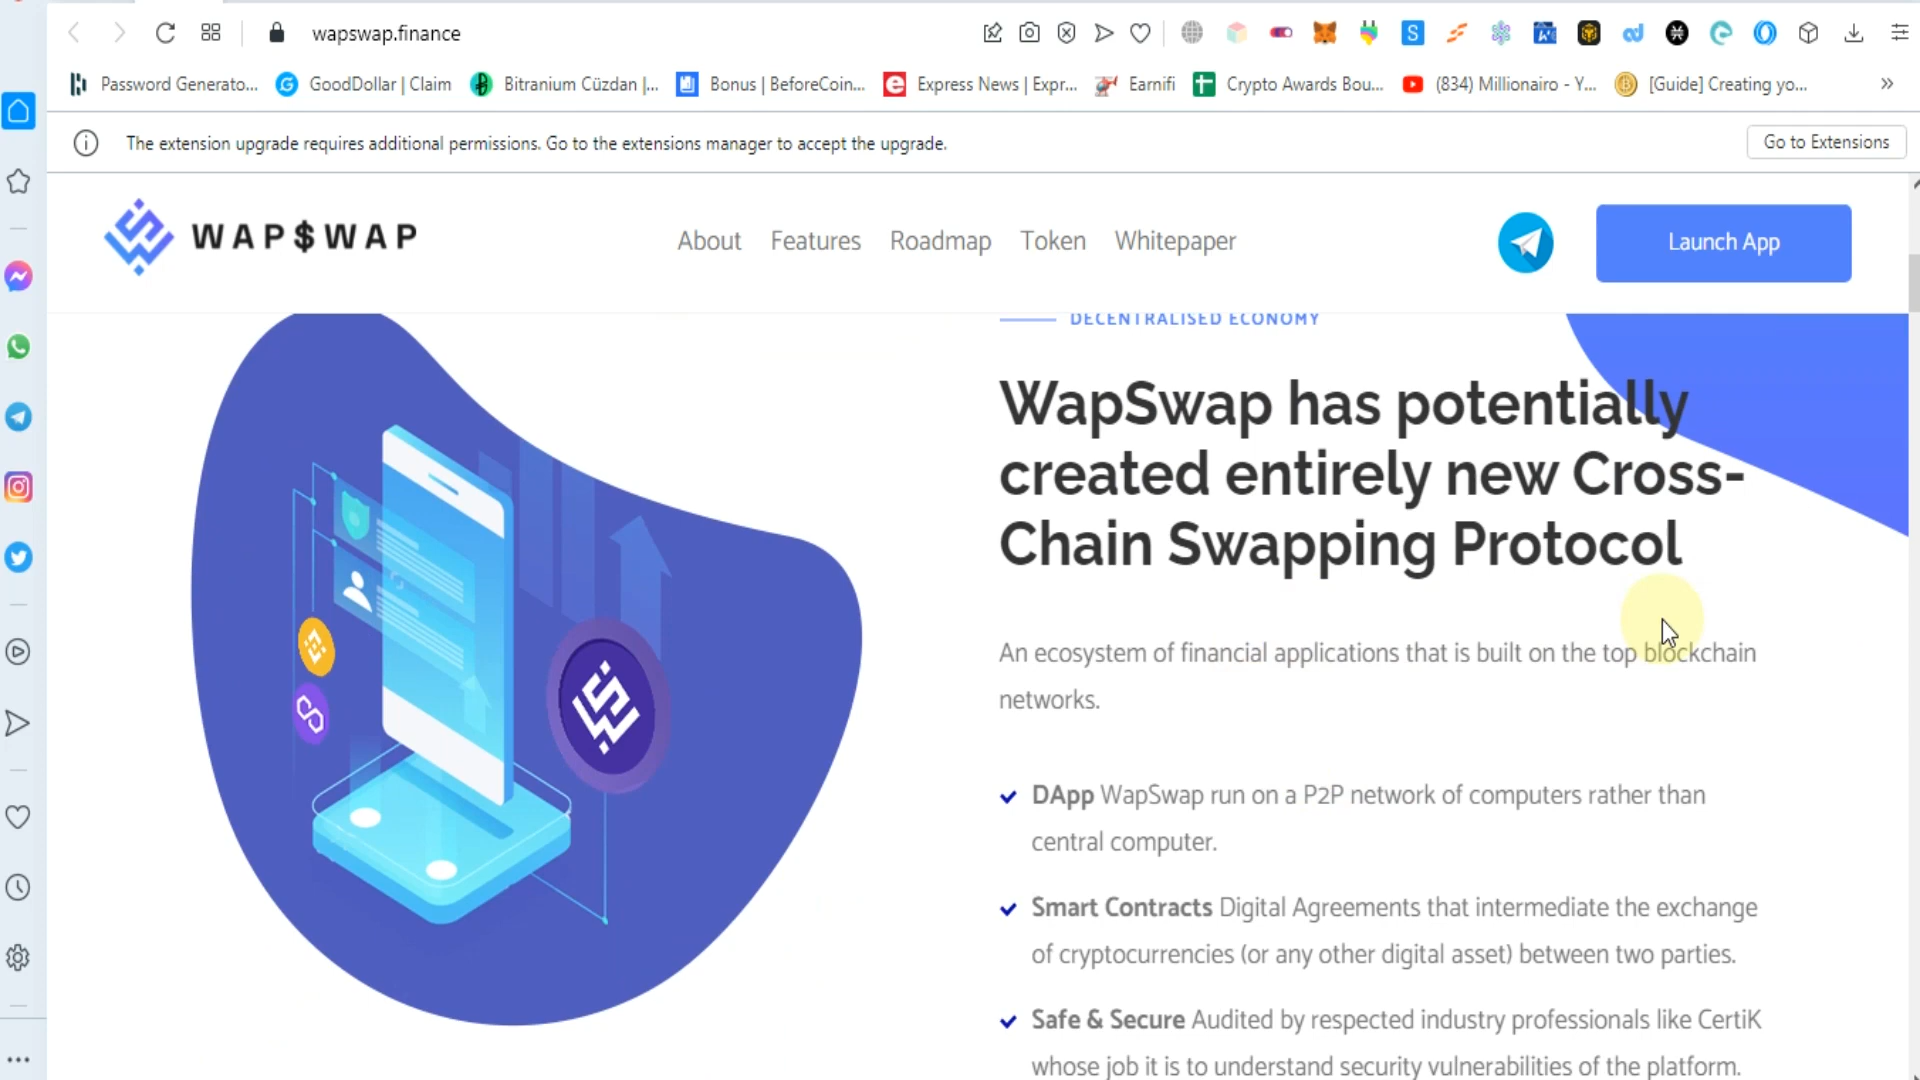 wapswap.finance
Password Generato... GoodDollar | Claim Bitranium Cüzdan |... Bonus | BeforeCoin... Express News | Expr... Earnifi Crypto Awards Bou... (834) Millionairo - Y... [Guide] Creating yo...
The extension upgrade requires additional permissions. Go to the extensions manager to accept the upgrade. Go to Extensions
WAP$WAP About Features Roadmap Token Whitepaper Launch App
DECENTRALISED ECONOMY
WapSwap has potentially
created entirely new Cross-
Chain Swapping Protocol
An ecosystem of financial applications that is built on the top blockchain
networks.
DApp WapSwap run on a P2P network of computers rather than
central computer.
Smart Contracts Digital Agreements that intermediate the exchange
of cryptocurrencies (or any other digital asset) between two parties.
Safe & Secure Audited by respected industry professionals like CertiK
whose job it is to understand security vulnerabilities of the platform.